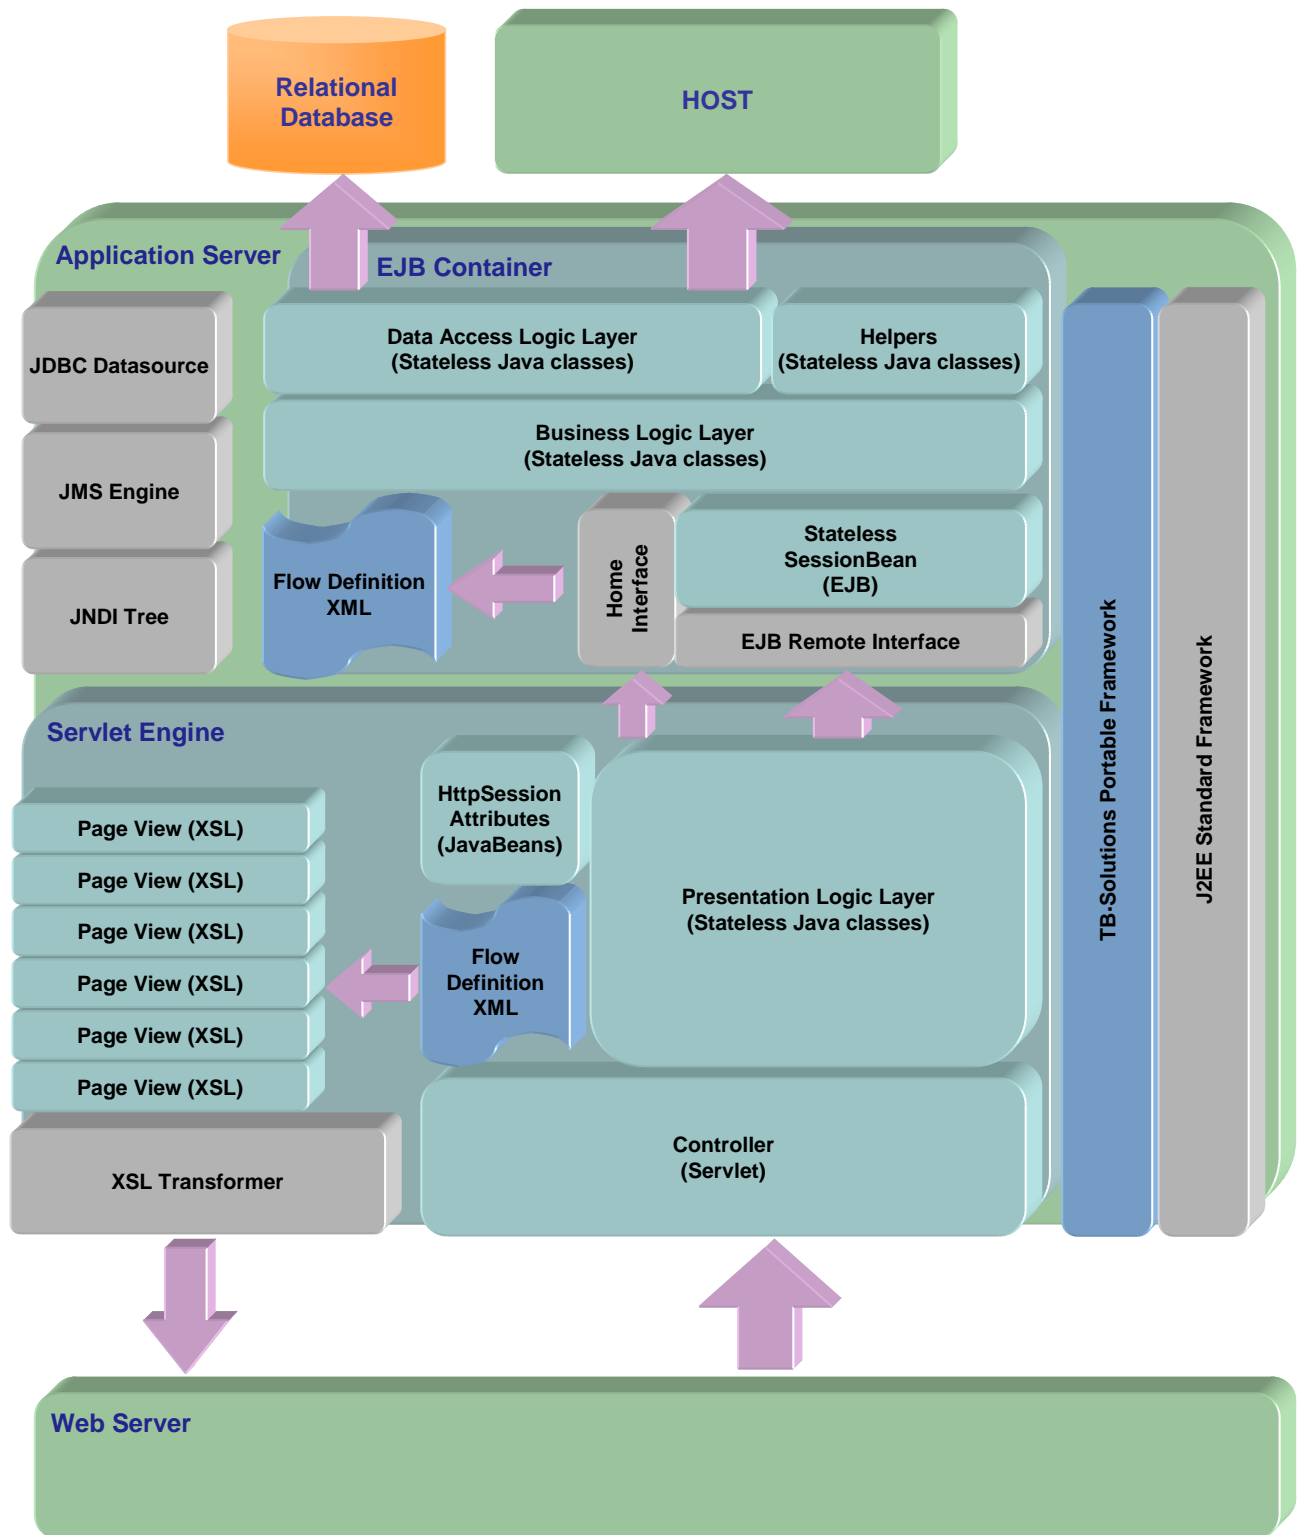 Relational
Database
HOST
Application Server
EJB Container
JDBC Datasource
JMS Engine
JNDI Tree
Data Access Logic Layer
(Stateless Java classes)
Helpers
(Stateless Java classes)
Business Logic Layer
(Stateless Java classes)
Flow Definition
XML
Home
Interface
Stateless
SessionBean
(EJB)
EJB Remote Interface
TB·Solutions Portable Framework
J2EE Standard Framework
Servlet Engine
Page View (XSL)
Page View (XSL)
Page View (XSL)
Page View (XSL)
Page View (XSL)
Page View (XSL)
HttpSession
Attributes
(JavaBeans)
Flow
Definition
XML
Presentation Logic Layer
(Stateless Java classes)
XSL Transformer
Controller
(Servlet)
Web Server